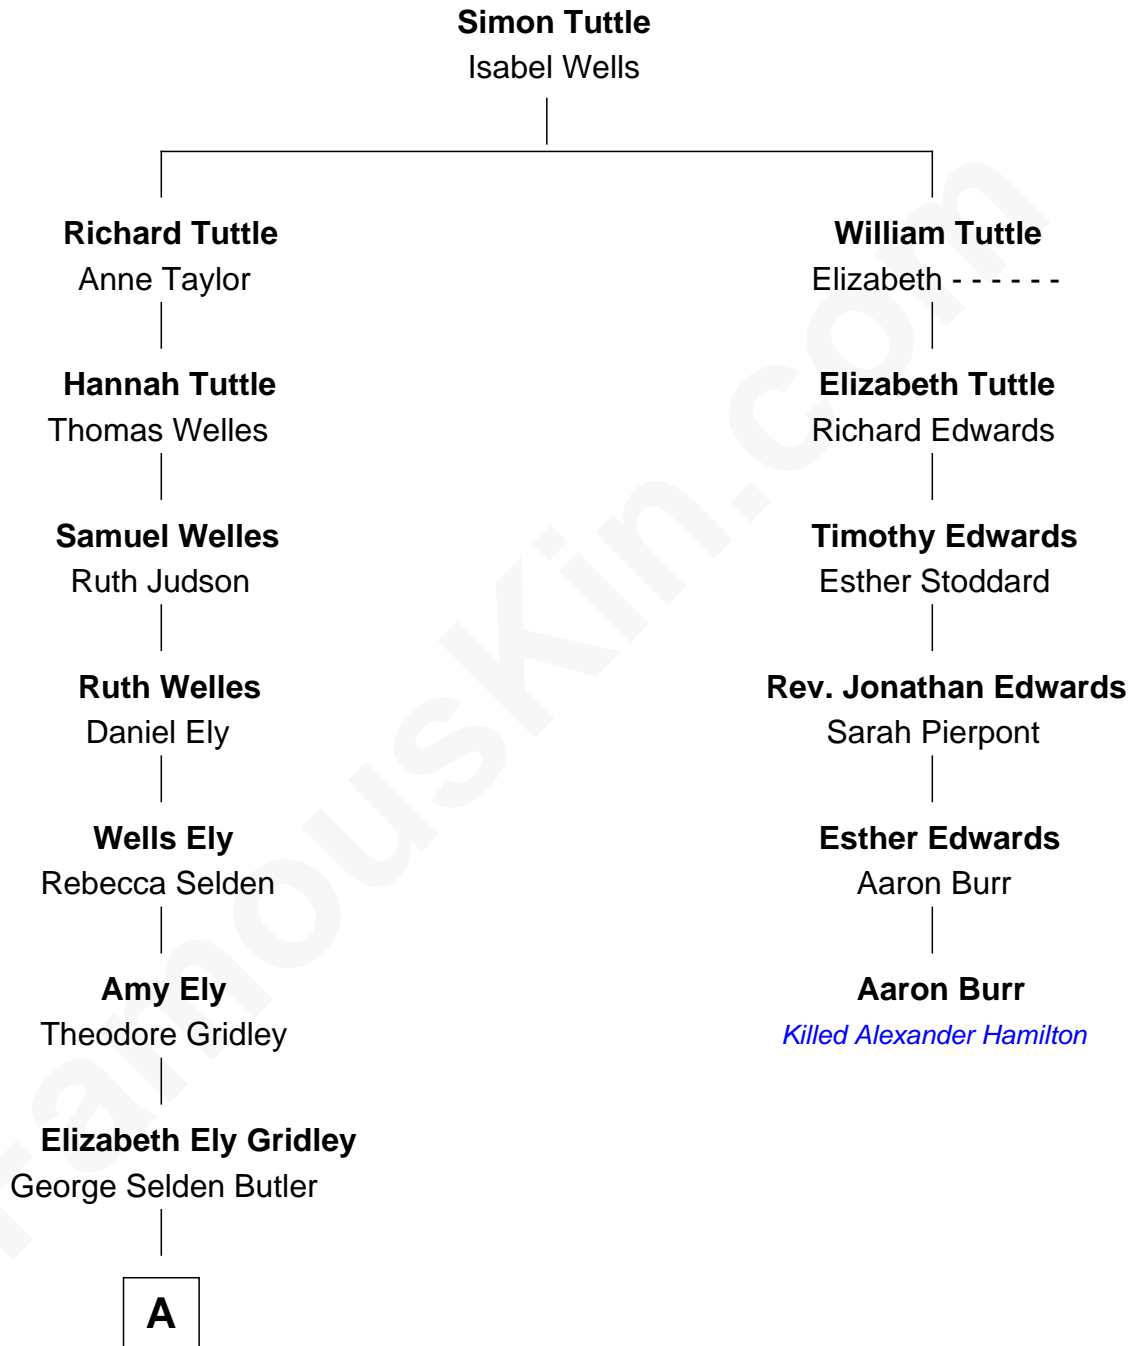 Simon Tuttle
Isabel Wells
Richard Tuttle
Anne Taylor
Hannah Tuttle
Thomas Welles
Samuel Welles
Ruth Judson
Ruth Welles
Daniel Ely
Wells Ely
Rebecca Selden
Amy Ely
Theodore Gridley
Elizabeth Ely Gridley
George Selden Butler
A
William Tuttle
Elizabeth - - - - - -
Elizabeth Tuttle
Richard Edwards
Timothy Edwards
Esther Stoddard
Rev. Jonathan Edwards
Sarah Pierpont
Esther Edwards
Aaron Burr
Aaron Burr
Killed Alexander Hamilton
FamousKin.com